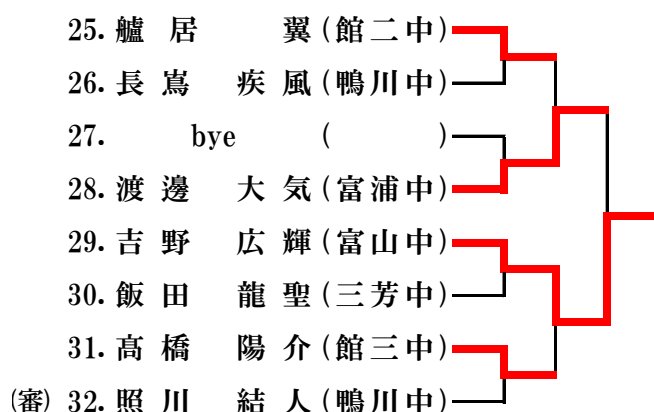 25. 艫居 翼 (館二中)
26. 長嶌 疾風 (鴨川中)
27. bye ( )
28. 渡邊 大気 (富浦中)
29. 吉野 広輝 (富山中)
30. 飯田 龍聖 (三芳中)
31. 髙橋 陽介 (館三中)
(審) 32. 照川 結人 (鴨川中)